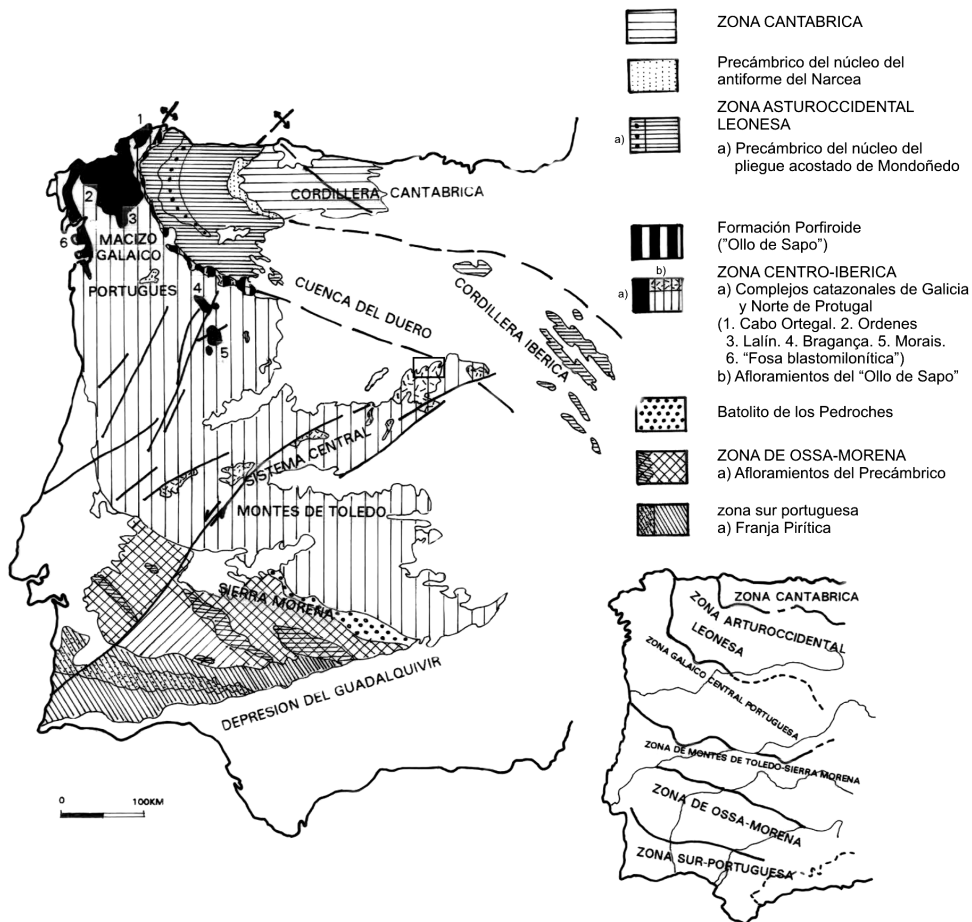 ZONA CANTABRICA
Precámbrico del núcleo del
antiforme del Narcea
ZONA ASTUROCCIDENTAL
LEONESA
a)
a) Precámbrico del núcleo del
pliegue acostado de Mondoñedo
Formación Porfiroide
("Ollo de Sapo")
b)
a)
ZONA CENTRO-IBERICA
a) Complejos catazonales de Galicia
y Norte de Protugal
(1. Cabo Ortegal. 2. Ordenes
3. Lalín. 4. Bragança. 5. Morais.
6. “Fosa blastomilonítica”)
b) Afloramientos del “Ollo de Sapo”
Batolito de los Pedroches
ZONA DE OSSA-MORENA
a) Afloramientos del Precámbrico
zona sur portuguesa
a) Franja Pirítica
1
2
3
6
4
5
CORDILLERA CANTABRICA
MACIZO
GALAICO
PORTUGUES
CUENCA DEL DUERO
CORDILLERA IBERICA
SISTEMA CENTRAL
MONTES DE TOLEDO
SIERRA MORENA
DEPRESION DEL GUADALQUIVIR
0 100KM
ZONA CANTABRICA
ZONA ARTUROCCIDENTAL
LEONESA
ZONA GALAICO CENTRAL PORTUGUESA
ZONA DE MONTES DE TOLEDO-SIERRA MORENA
ZONA DE OSSA-MORENA
ZONA SUR-PORTUGUESA